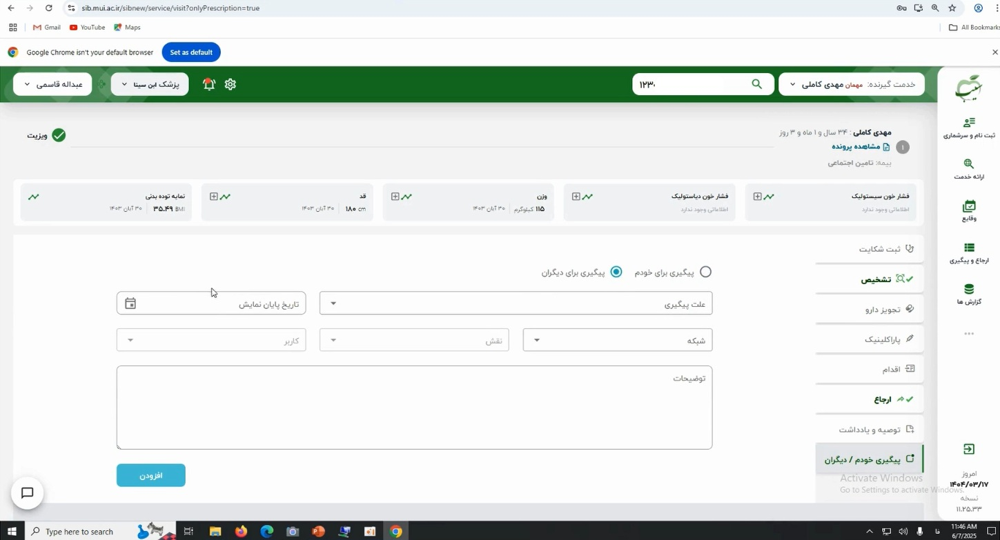 sib.mui.ac.ir/sibnew/service/visit?onlyPrescription=true
Gmail
YouTube
Maps
All Bookmarks
Google Chrome isn't your default browser
Set as default
خدمت گیرنده: مهمان مهدی کاملی
۱۲۳۰
پزشک ابن سینا
عبداله قاسمی
ثبت نام و سرشماری
ارائه خدمت
وقایع
ارجاع و پیگیری
گزارش ها
مهدی کاملی : ۳۴ سال و ۱ ماه و ۳ روز
۱
مشاهده پرونده
بیمه: تامین اجتماعی
ویزیت
فشار خون سیستولیک
اطلاعاتی وجود ندارد
فشار خون دیاستولیک
اطلاعاتی وجود ندارد
وزن
۱۱۵ کیلوگرم
۳۰ آبان ۱۴۰۳
قد
۱۸۰ cm
۳۰ آبان ۱۴۰۳
نمایه توده بدنی
۳۵.۴۹ BMI
۳۰ آبان ۱۴۰۳
ثبت شکایت
تشخیص
تجویز دارو
پاراکلینیک
اقدام
ارجاع
توصیه و یادداشت
پیگیری خودم / دیگران
پیگیری برای خودم
پیگیری برای دیگران
علت پیگیری
تاریخ پایان نمایش
شبکه
نقش
کاربر
توضیحات
افزودن
امروز
۱۴۰۴/۰۳/۱۷
نسخه
۱۱.۲۵.۳۳
Activate Windows
Go to Settings to activate Windows.
Type here to search
فا
11:46 AM
6/7/2025